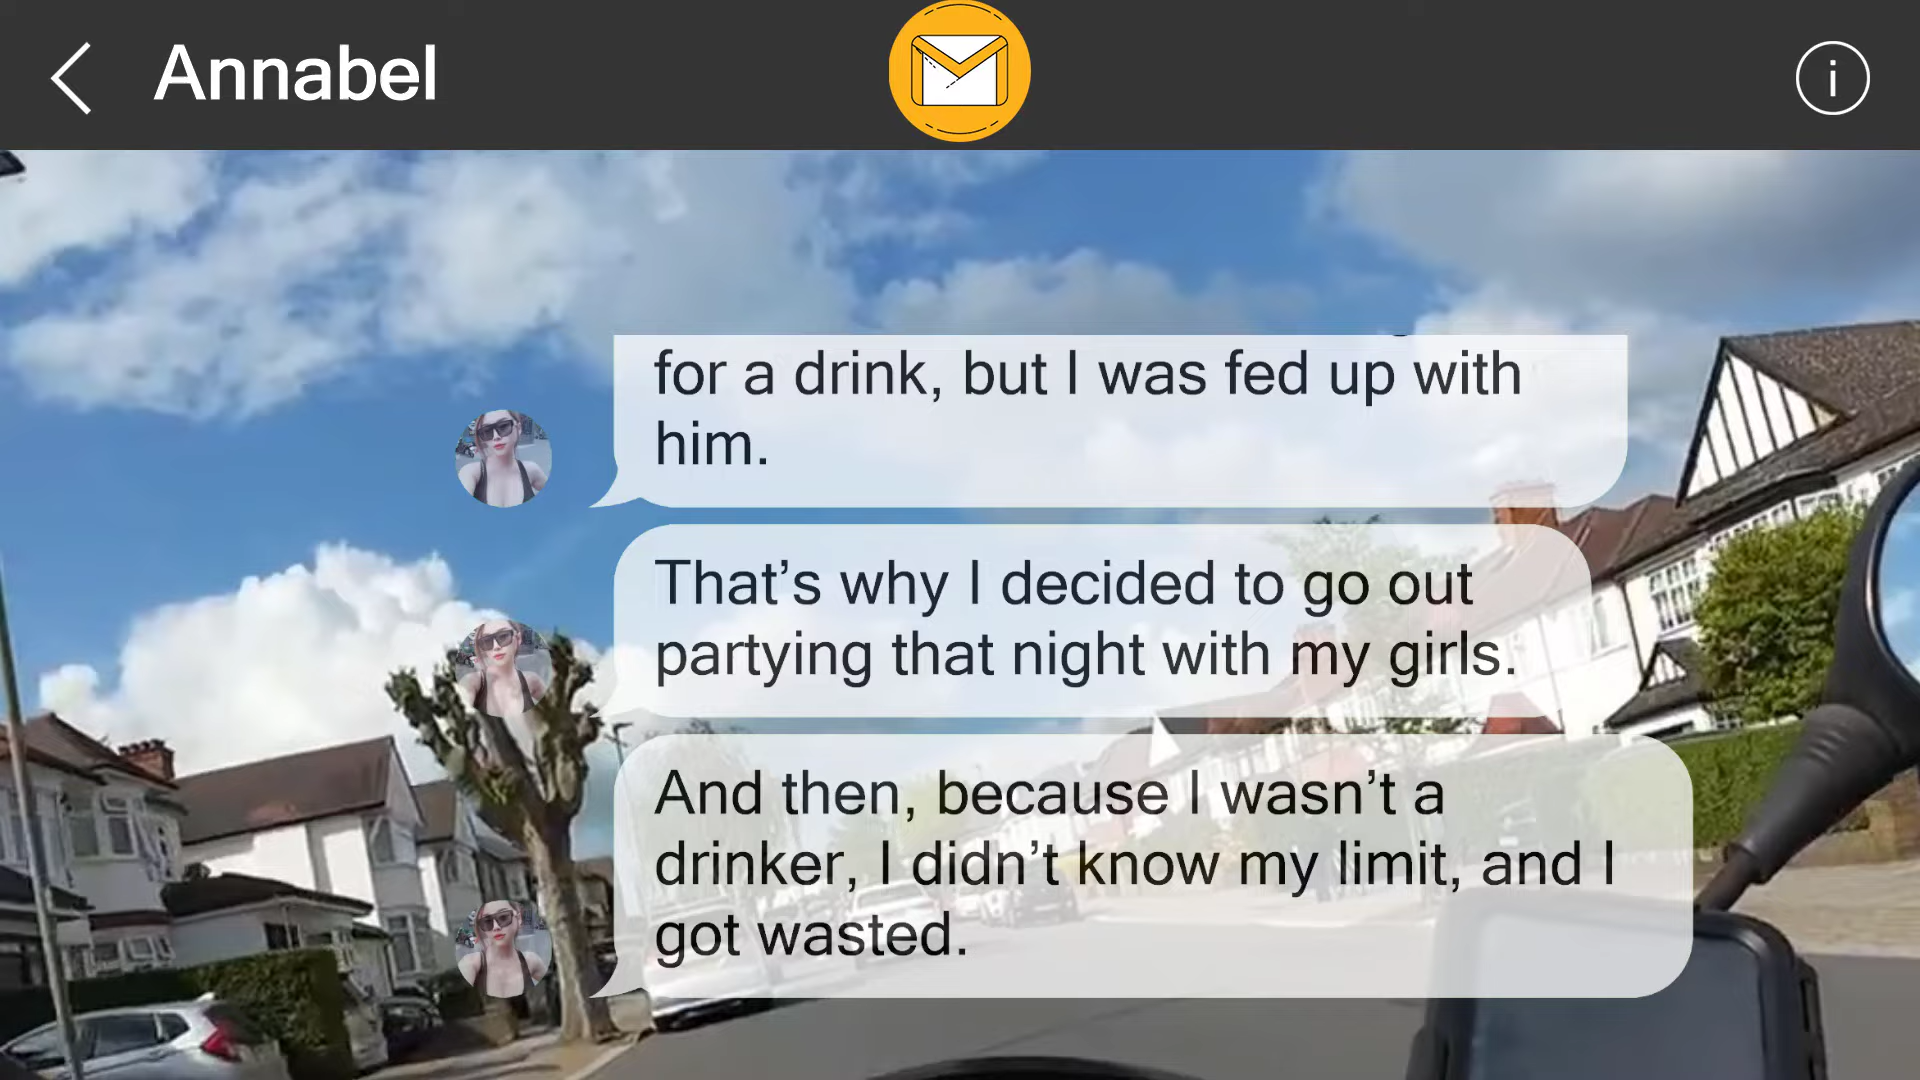 Annabel
for a drink, but I was fed up with
him.
That’s why I decided to go out
partying that night with my girls.
And then, because I wasn’t a
drinker, I didn’t know my limit, and I
got wasted.